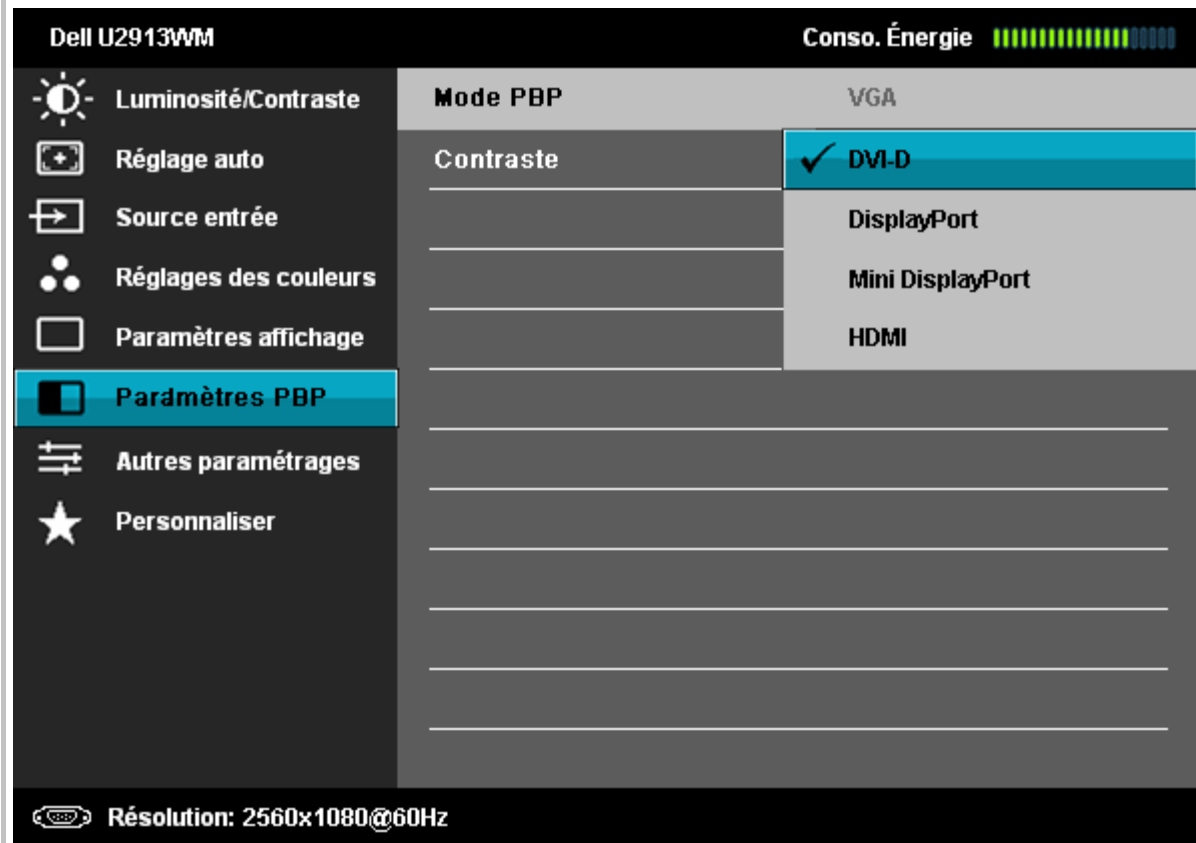 Dell U2913WM
Conso. Énergie
Luminosité/Contraste
Réglage auto
Source entrée
Réglages des couleurs
Paramètres affichage
Paramètres PBP
Autres paramétrages
Personnaliser
Mode PBP
Contraste
VGA
DVI-D
DisplayPort
Mini DisplayPort
HDMI
Résolution: 2560x1080@60Hz